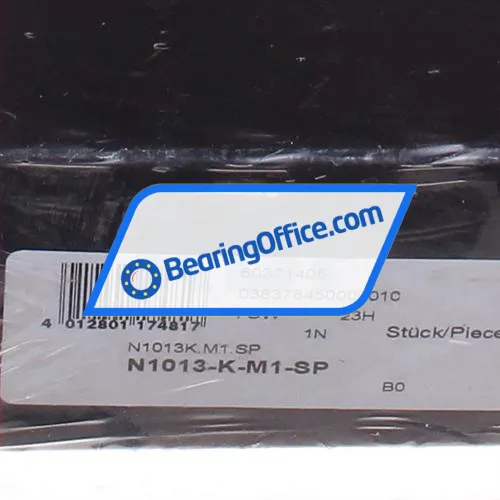 BearingOffice.com
60371405
4 012801 174817
1N
23H
Stück/Piece
N1013K.M1.SP
N1013-K-M1-SP
B0